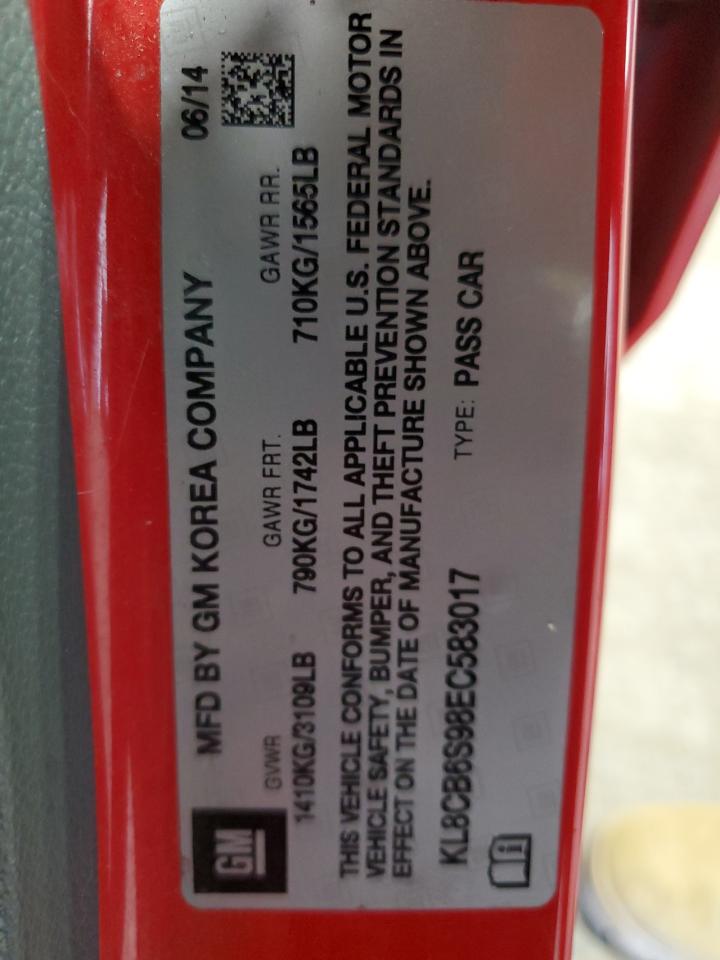 GM
MFD BY GM KOREA COMPANY 06/14
GVWR GAWR FRT. GAWR RR.
1410KG/3109LB 790KG/1742LB 710KG/1565LB
THIS VEHICLE CONFORMS TO ALL APPLICABLE U.S. FEDERAL MOTOR
VEHICLE SAFETY, BUMPER, AND THEFT PREVENTION STANDARDS IN
EFFECT ON THE DATE OF MANUFACTURE SHOWN ABOVE.
KL8CB6S98EC583017 TYPE: PASS CAR